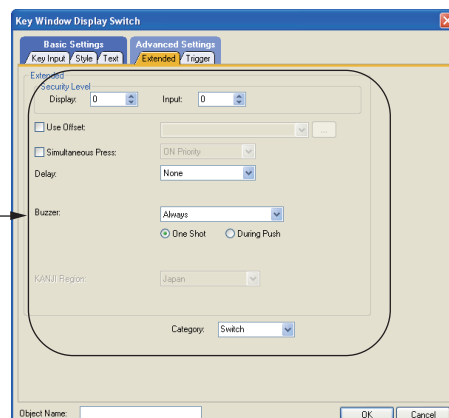 Key Window Display Switch
Basic Settings Advanced Settings
Key Input Style Text Extended Trigger
Extended
Security Level
Display: 0 Input: 0
Use Offset: ...
Simultaneous Press: ON Priority
Delay: None
Buzzer: Always
One Shot During Push
KANJI Region: Japan
Category: Switch
Object Name: OK Cancel